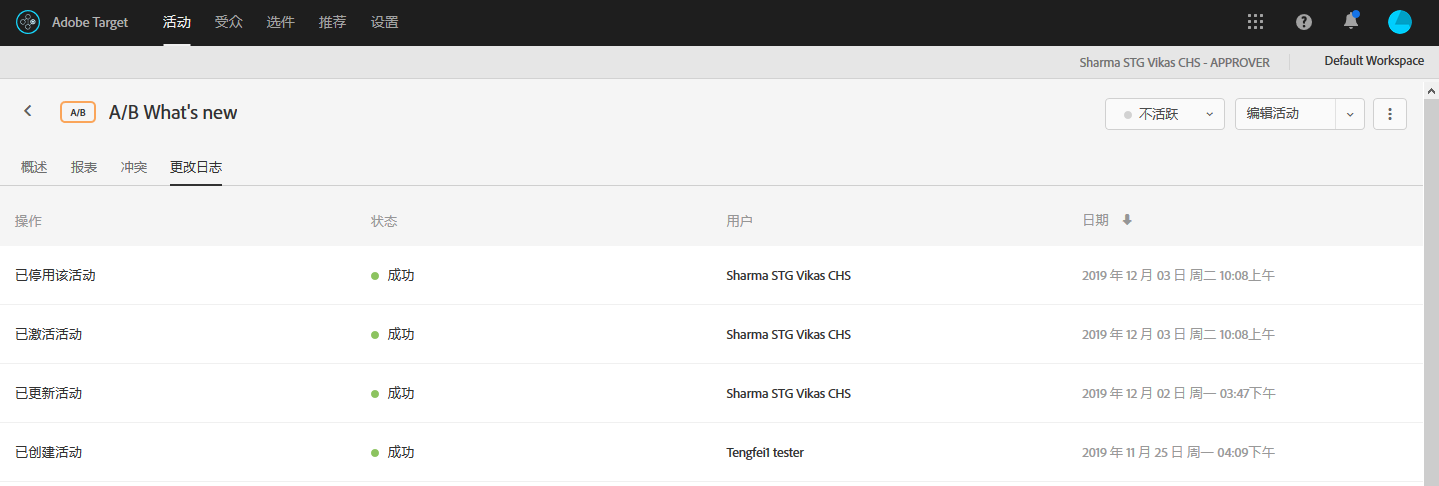 Adobe Target 活动 受众 选件 推荐 设置
Sharma STG Vikas CHS - APPROVER Default Workspace
A/B A/B What's new 不活跃 编辑活动
概述 报表 冲突 更改日志
操作 状态 用户 日期
已停用该活动 成功 Sharma STG Vikas CHS 2019 年 12 月 03 日 周二 10:08上午
已激活活动 成功 Sharma STG Vikas CHS 2019 年 12 月 03 日 周二 10:08上午
已更新活动 成功 Sharma STG Vikas CHS 2019 年 12 月 02 日 周一 03:47下午
已创建活动 成功 Tengfei1 tester 2019 年 11 月 25 日 周一 04:09下午